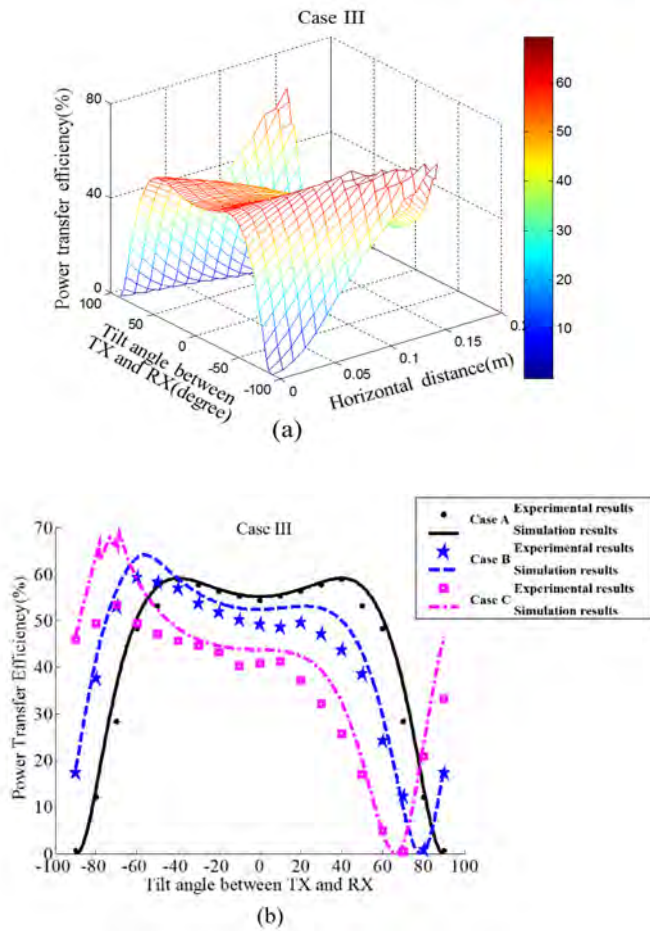 Case III
Power transfer efficiency(%)
80
40
0
100
50
0
-50
-100
Tilt angle between
TX and RX(degree)
0
0.05
0.1
0.15
0.2
Horizontal distance(m)
60
50
40
30
20
10
(a)
Case III
Case A
Experimental results
Simulation results
Case B
Experimental results
Simulation results
Case C
Experimental results
Simulation results
Power Transfer Efficiency(%)
70
60
50
40
30
20
10
0
-100 -80 -60 -40 -20 0 20 40 60 80 100
Tilt angle between TX and RX
(b)